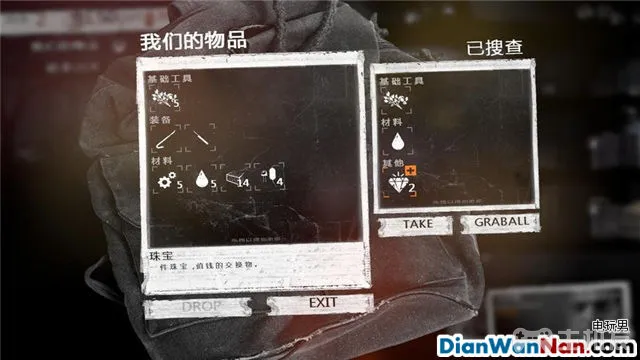 我们的物品
基础工具
5
装备
材料
5
5
14
4
珠宝
一件珠宝,值钱的交换物。
DROP
EXIT
已搜查
基础工具
材料
其他
2
TAKE
GRABALL
电玩男
DianWanNan.com